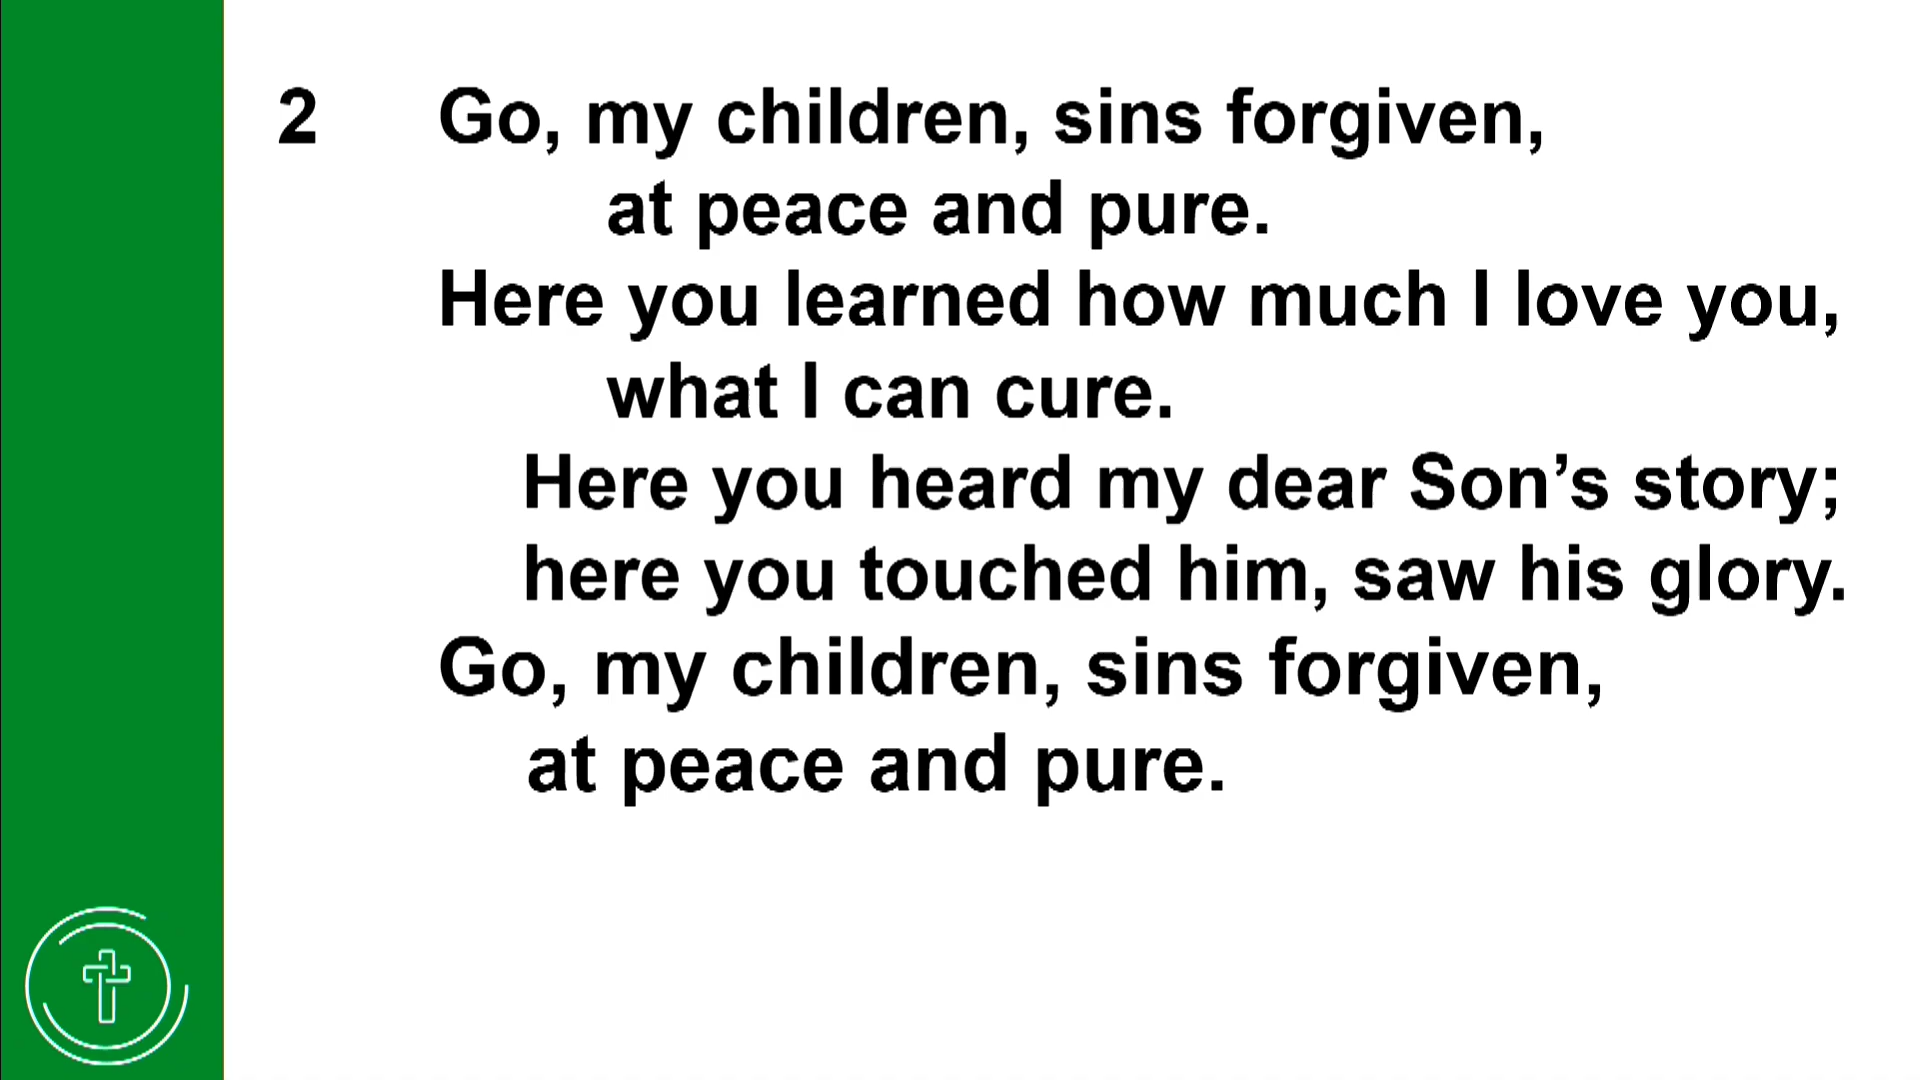 2 Go, my children, sins forgiven,
at peace and pure.
Here you learned how much I love you,
what I can cure.
Here you heard my dear Son’s story;
here you touched him, saw his glory.
Go, my children, sins forgiven,
at peace and pure.